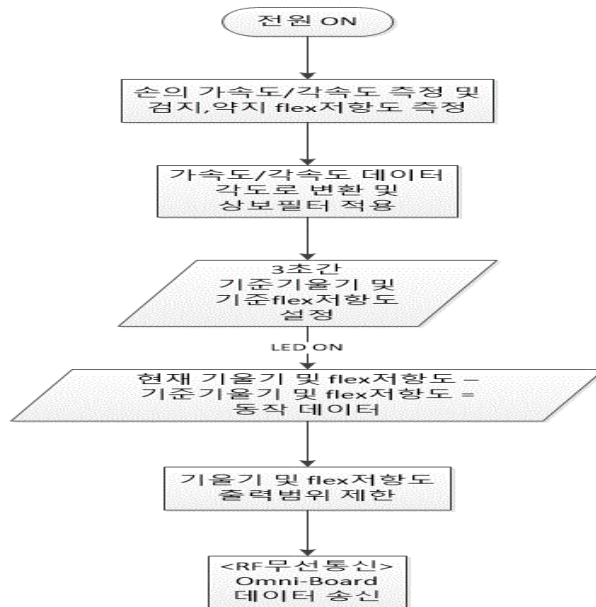 전원 ON
손의 가속도/각속도 측정 및
검지,약지 flex저항도 측정
가속도/각속도 데이터
각도로 변환 및
상보필터 적용
3초간
기준기울기 및
기준flex저항도
설정
LED ON
현재 기울기 및 flex저항도 –
기준기울기 및 flex저항도 =
동작 데이터
기울기 및 flex저항도
출력범위 제한
<RF무선통신>
Omni-Board
데이터 송신